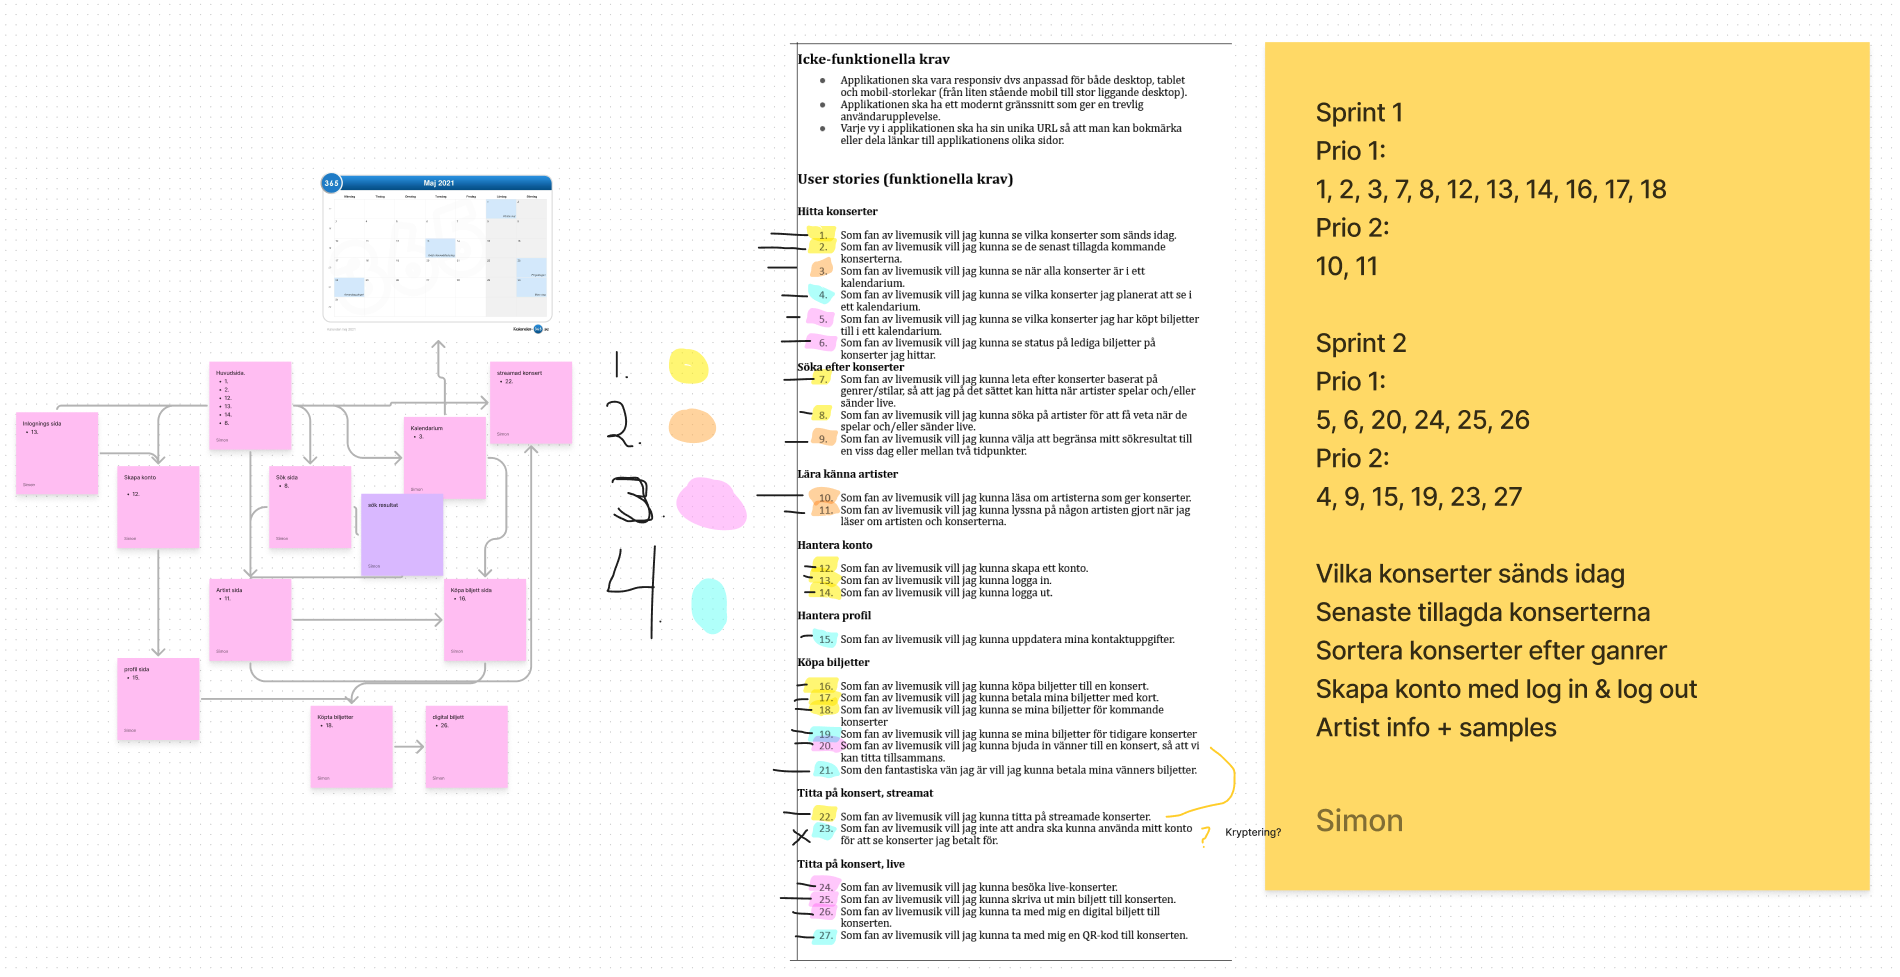 365
Maj 2021
Huvudsida.
1.
2.
12.
13.
14.
8.
Simon
streamad konsert
22.
Simon
Inlognings sida
13.
Simon
Kalendarium
3.
Simon
Skapa konto
12.
Simon
Sök sida
8.
Simon
sök resultat
Simon
Artist sida
11.
Simon
Köpa biljett sida
16.
Simon
profil sida
15.
Simon
Köpta biljetter
18.
Simon
digital biljett
26.
Simon
1.
2.
3.
4.
Icke-funktionella krav
Applikationen ska vara responsiv dvs anpassad för både desktop, tablet
och mobil-storlekar (från liten stående mobil till stor liggande desktop).
Applikationen ska ha ett modernt gränssnitt som ger en trevlig
användarupplevelse.
Varje vy i applikationen ska ha sin unika URL så att man kan bokmärka
eller dela länkar till applikationens olika sidor.
User stories (funktionella krav)
Hitta konserter
1. Som fan av livemusik vill jag kunna se vilka konserter som sänds idag.
2. Som fan av livemusik vill jag kunna se de senast tillagda kommande
konserterna.
3. Som fan av livemusik vill jag kunna se när alla konserter är i ett
kalendarium.
4. Som fan av livemusik vill jag kunna se vilka konserter jag planerat att se i
ett kalendarium.
5. Som fan av livemusik vill jag kunna se vilka konserter jag har köpt biljetter
till i ett kalendarium.
6. Som fan av livemusik vill jag kunna se status på lediga biljetter på
konserter jag hittar.
Söka efter konserter
7. Som fan av livemusik vill jag kunna leta efter konserter baserat på
genrer/stilar, så att jag på det sättet kan hitta när artister spelar och/eller
sänder live.
8. Som fan av livemusik vill jag kunna söka på artister för att få veta när de
spelar och/eller sänder live.
9. Som fan av livemusik vill jag kunna välja att begränsa mitt sökresultat till
en viss dag eller mellan två tidpunkter.
Lära känna artister
10. Som fan av livemusik vill jag kunna läsa om artisterna som ger konserter.
11. Som fan av livemusik vill jag kunna lyssna på någon artisten gjort när jag
läser om artisten och konserterna.
Hantera konto
12. Som fan av livemusik vill jag kunna skapa ett konto.
13. Som fan av livemusik vill jag kunna logga in.
14. Som fan av livemusik vill jag kunna logga ut.
Hantera profil
15. Som fan av livemusik vill jag kunna uppdatera mina kontaktuppgifter.
Köpa biljetter
16. Som fan av livemusik vill jag kunna köpa biljetter till en konsert.
17. Som fan av livemusik vill jag kunna betala mina biljetter med kort.
18. Som fan av livemusik vill jag kunna se mina biljetter för kommande
konserter
19. Som fan av livemusik vill jag kunna se mina biljetter för tidigare konserter
20. Som fan av livemusik vill jag kunna bjuda in vänner till en konsert, så att vi
kan titta tillsammans.
21. Som den fantastiska vän jag är vill jag kunna betala mina vänners biljetter.
Titta på konsert, streamat
22. Som fan av livemusik vill jag kunna titta på streamade konserter.
23. Som fan av livemusik vill jag inte att andra ska kunna använda mitt konto
för att se konserter jag betalt för.
? Kryptering?
Titta på konsert, live
24. Som fan av livemusik vill jag kunna besöka live-konserter.
25. Som fan av livemusik vill jag kunna skriva ut min biljett till konserten.
26. Som fan av livemusik vill jag kunna ta med mig en digital biljett till
konserten.
27. Som fan av livemusik vill jag kunna ta med mig en QR-kod till konserten.
Sprint 1
Prio 1:
1, 2, 3, 7, 8, 12, 13, 14, 16, 17, 18
Prio 2:
10, 11
Sprint 2
Prio 1:
5, 6, 20, 24, 25, 26
Prio 2:
4, 9, 15, 19, 23, 27
Vilka konserter sänds idag
Senaste tillagda konserterna
Sortera konserter efter ganrer
Skapa konto med log in & log out
Artist info + samples
Simon